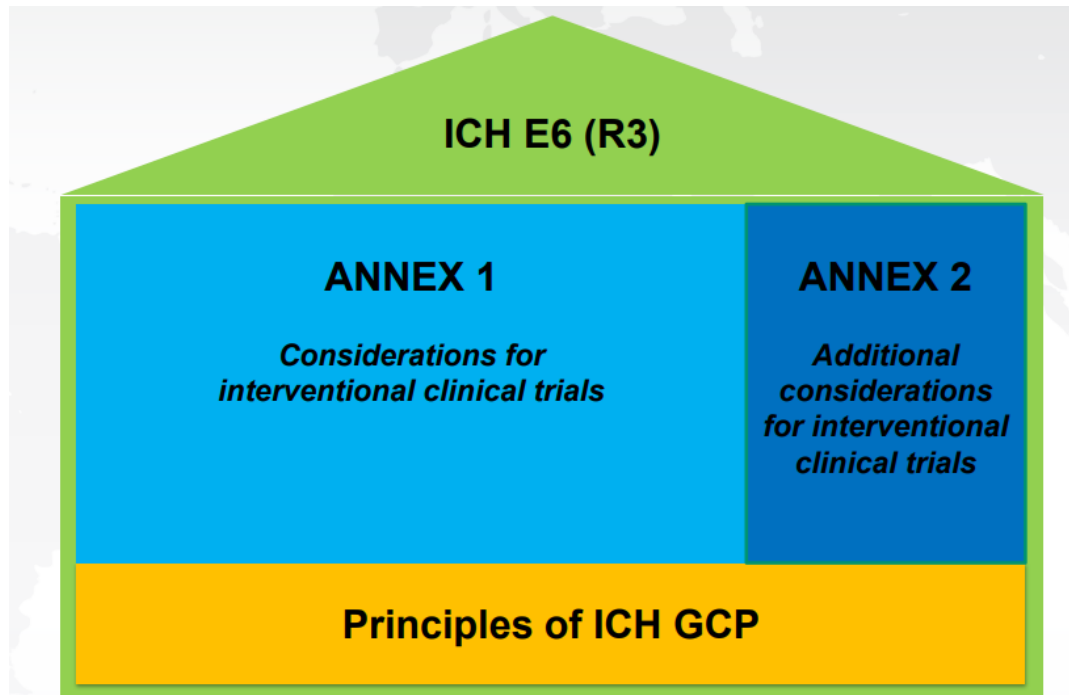 ICH E6 (R3)
ANNEX 1
Considerations for
interventional clinical trials
ANNEX 2
Additional
considerations
for interventional
clinical trials
Principles of ICH GCP